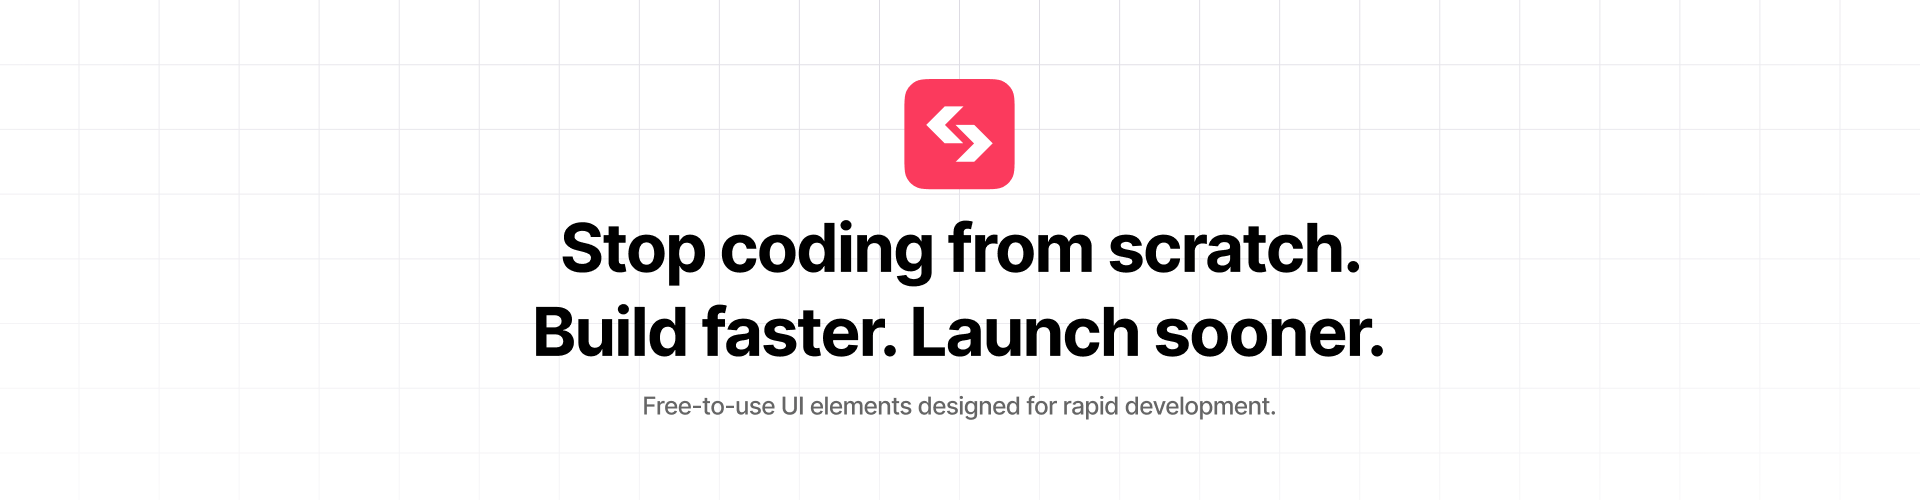 Stop coding from scratch.
Build faster. Launch sooner.
Free-to-use UI elements designed for rapid development.